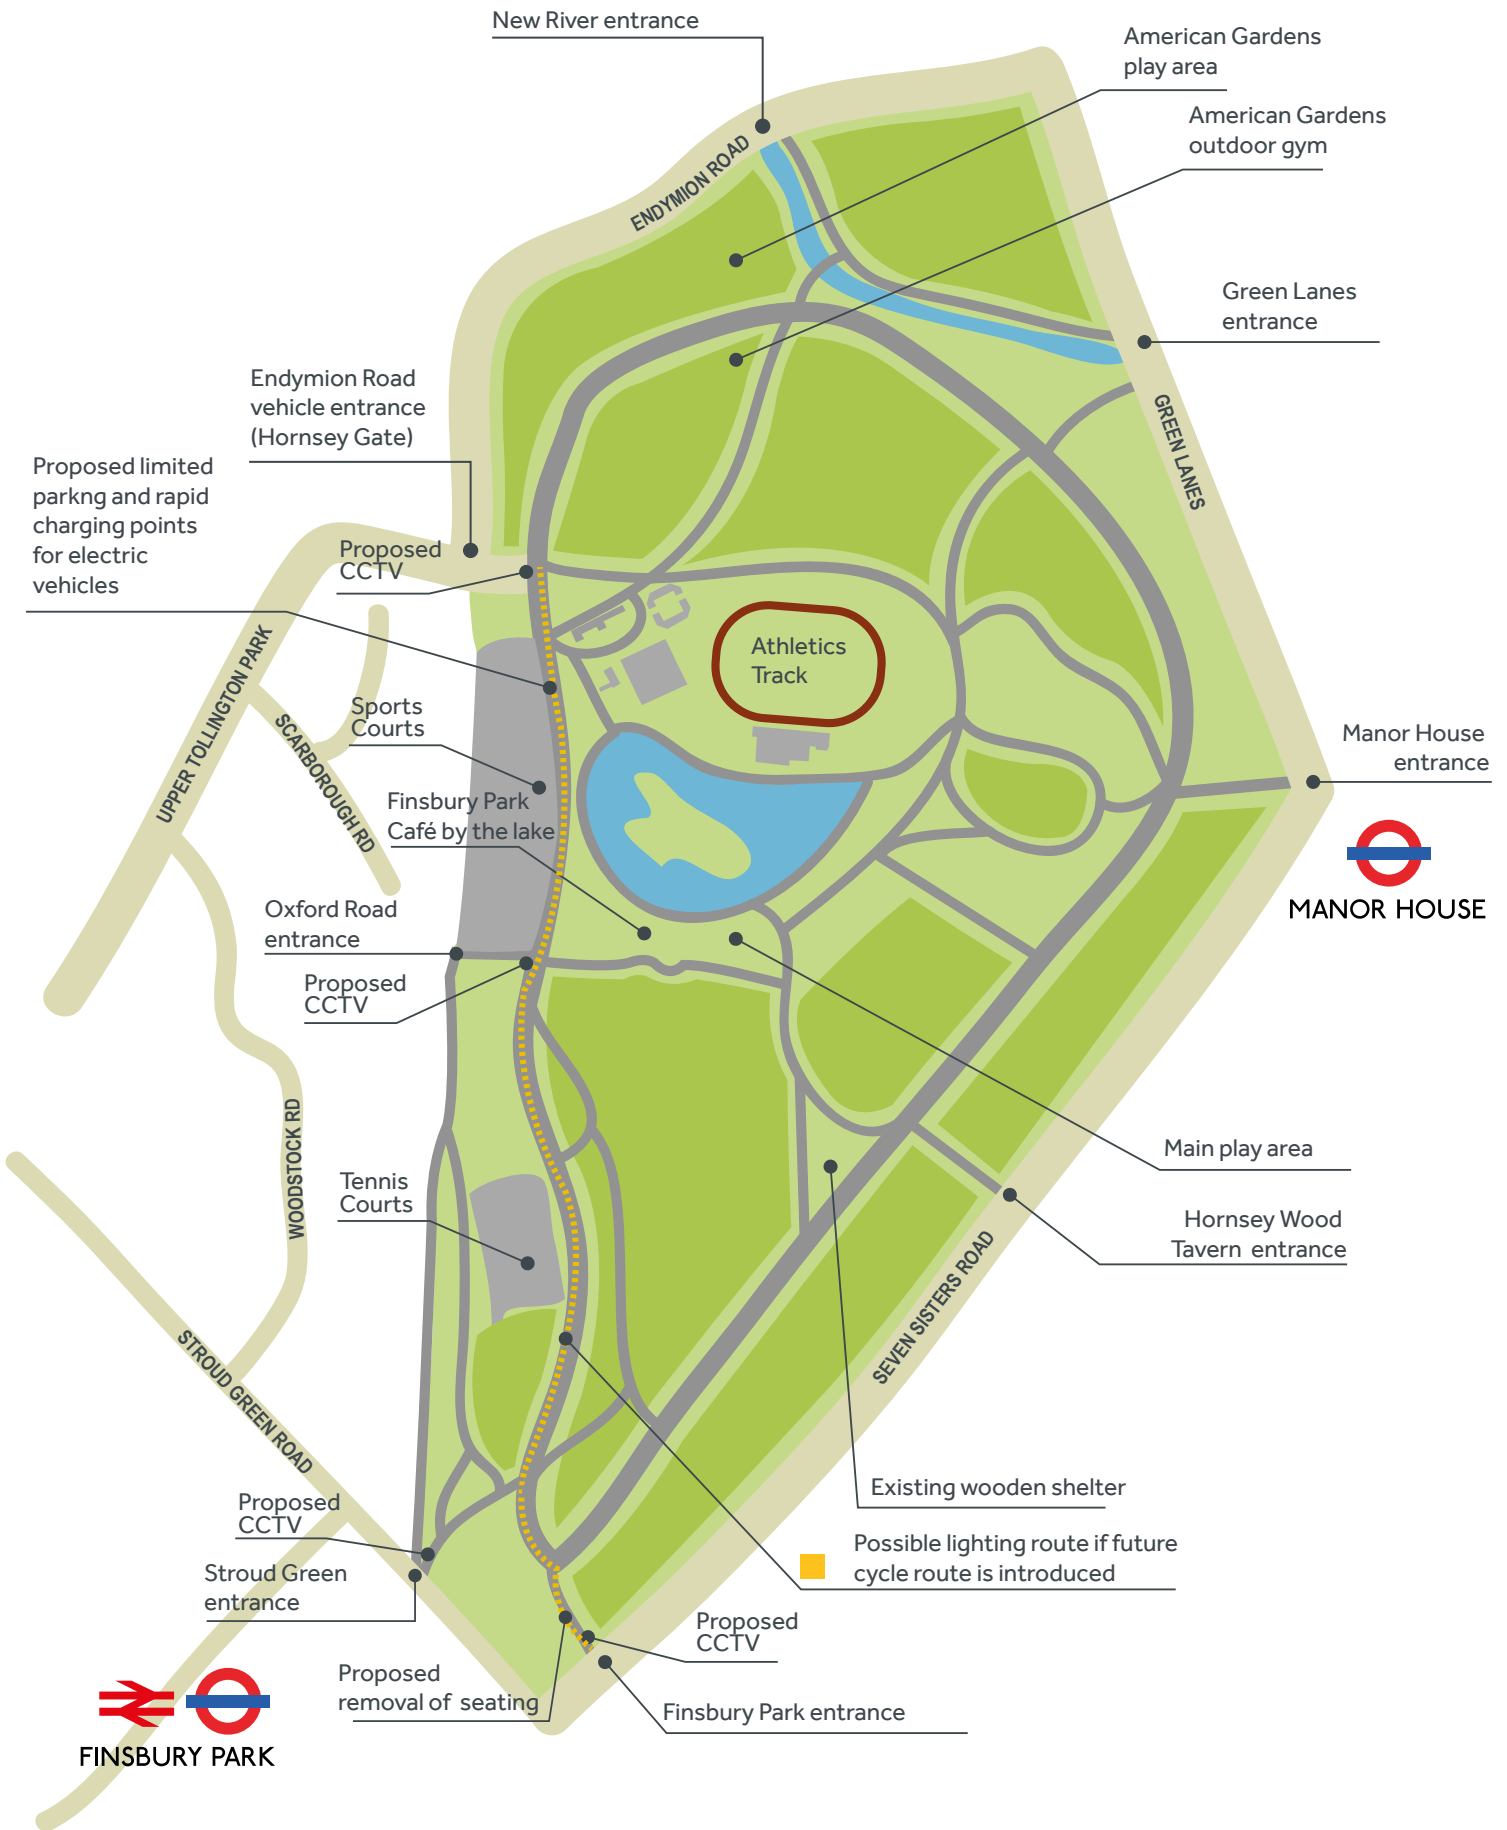 New River entrance
American Gardens
play area
American Gardens
outdoor gym
ENDYMION ROAD
Green Lanes
entrance
Endymion Road
vehicle entrance
(Hornsey Gate)
GREEN LANES
Proposed limited
parkng and rapid
charging points
for electric
vehicles
Proposed
CCTV
Athletics
Track
UPPER TOLLINGTON PARK
SCARBOROUGH RD
Sports
Courts
Manor House
entrance
Finsbury Park
Café by the lake
MANOR HOUSE
Oxford Road
entrance
Proposed
CCTV
WOODSTOCK RD
Main play area
Tennis
Courts
Hornsey Wood
Tavern entrance
SEVEN SISTERS ROAD
STROUD GREEN ROAD
Existing wooden shelter
Proposed
CCTV
Possible lighting route if future
cycle route is introduced
Stroud Green
entrance
Proposed
CCTV
Proposed
removal of seating
Finsbury Park entrance
FINSBURY PARK